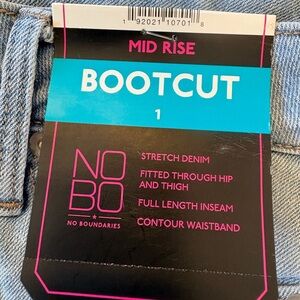 1 92021 10701 8
MID RISE
BOOTCUT
1
NO
BO
NO BOUNDARIES
STRETCH DENIM
FITTED THROUGH HIP
AND THIGH
FULL LENGTH INSEAM
CONTOUR WAISTBAND